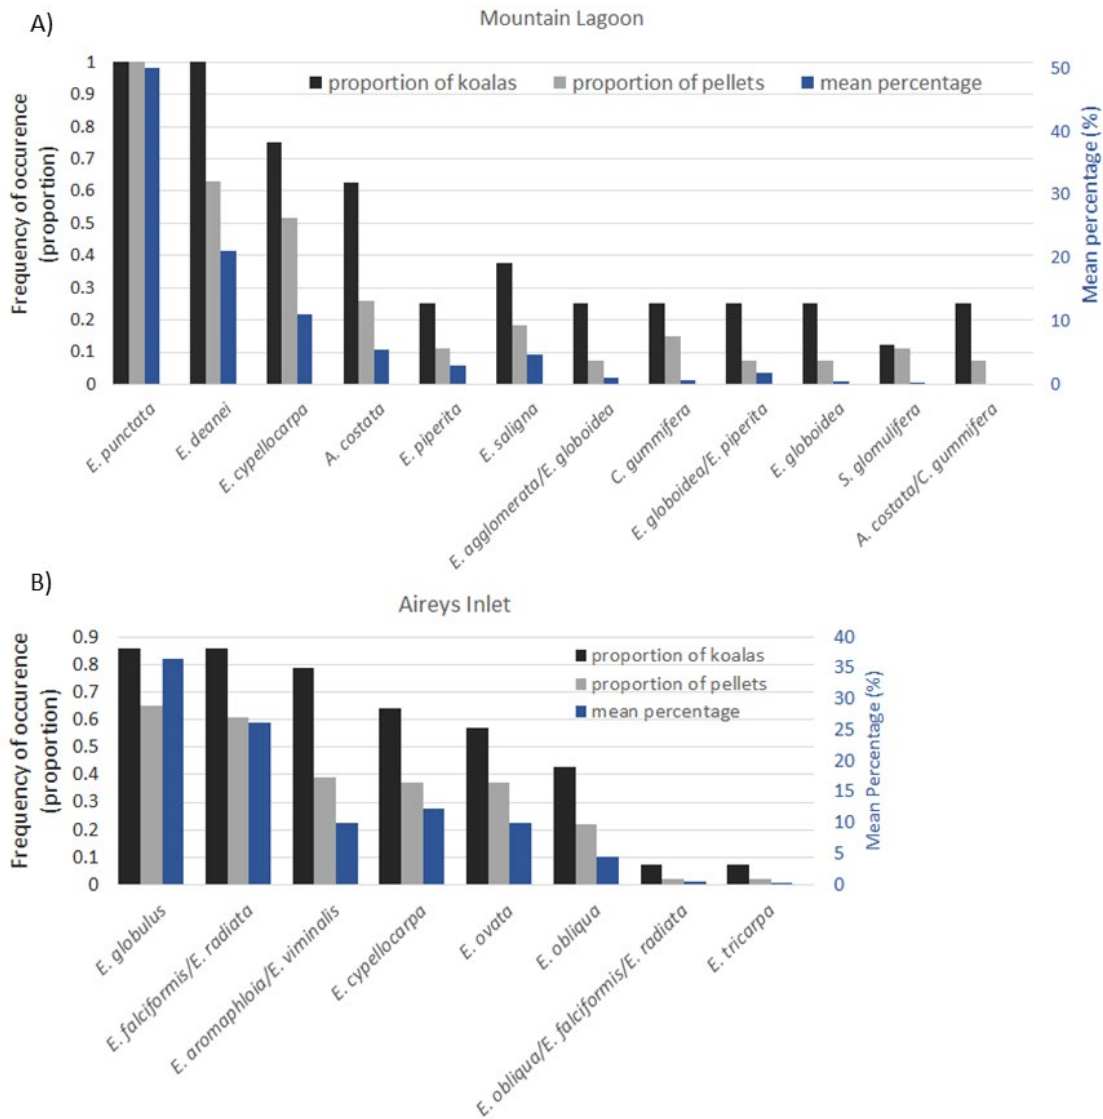 A)
Mountain Lagoon
proportion of koalas proportion of pellets mean percentage
Frequency of occurence
(proportion)
1
0.9
0.8
0.7
0.6
0.5
0.4
0.3
0.2
0.1
0
50
40
30
20
10
0
Mean percentage (%)
E. punctata
E. deanei
E. cypellocarpa
A. costata
E. piperita
E. saligna
E. agglomerata/E. globoidea
C. gummifera
E. globoidea/E. piperita
E. globoidea
S. glomulifera
A. costata/C. gummifera
B)
Aireys Inlet
proportion of koalas
proportion of pellets
mean percentage
Frequency of occurence
(proportion)
0.9
0.8
0.7
0.6
0.5
0.4
0.3
0.2
0.1
0
40
35
30
25
20
15
10
5
0
Mean Percentage (%)
E. globulus
E. falciformis/E. radiata
E. aromaphloia/E. viminalis
E. cypellocarpa
E. ovata
E. obliqua
E. obliqua/E. falciformis/E. radiata
E. tricarpa